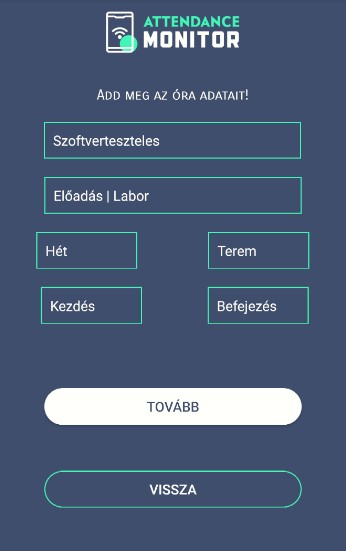 ATTENDANCE
MONITOR
Add meg az óra adatait!
Szoftverteszteles
Előadás | Labor
Hét
Terem
Kezdés
Befejezés
TOVÁBB
VISSZA